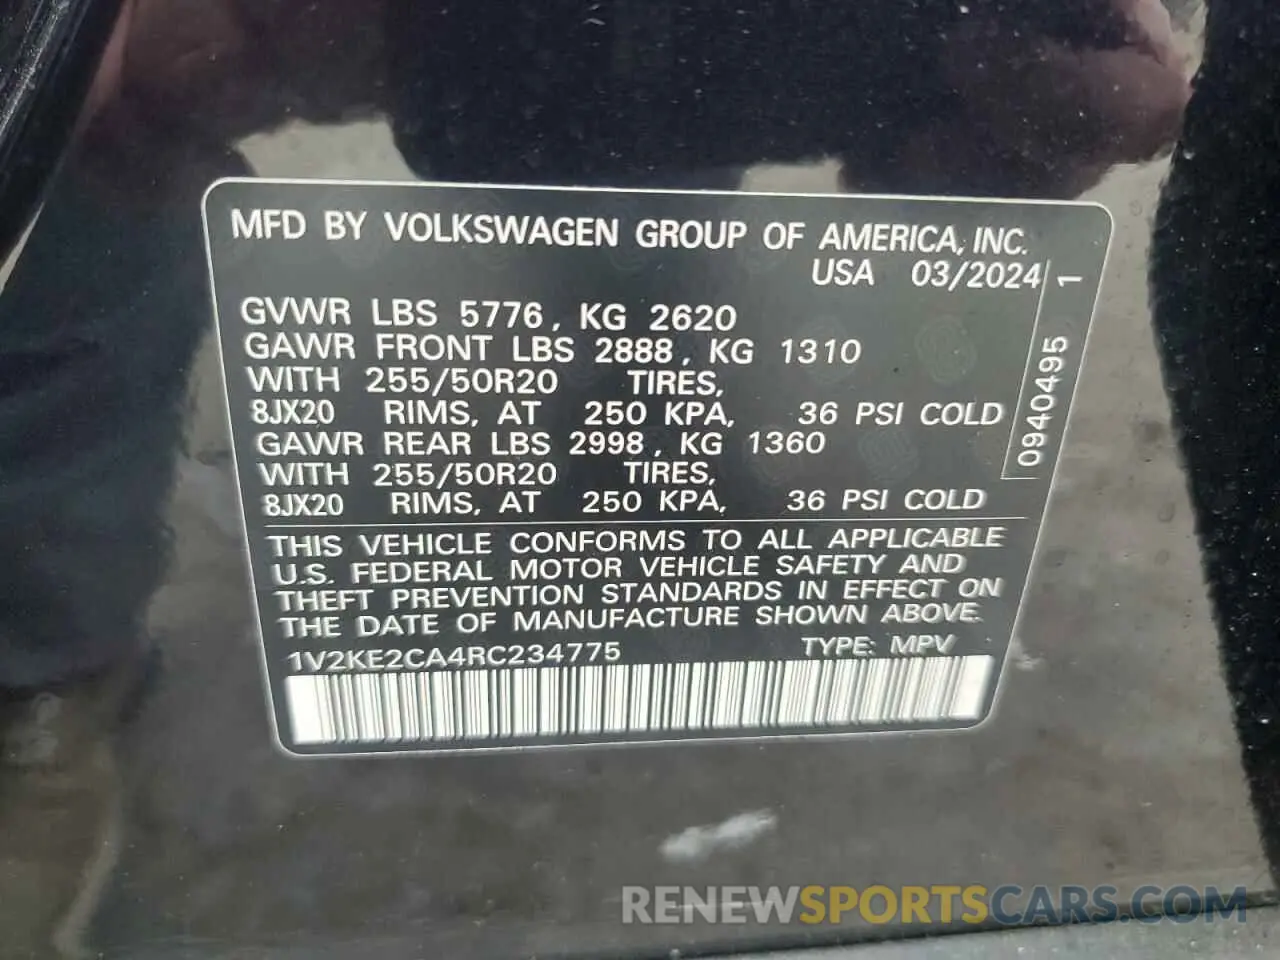 MFD BY VOLKSWAGEN GROUP OF AMERICA, INC.
USA 03/2024
GVWR LBS 5776, KG 2620
GAWR FRONT LBS 2888, KG 1310
WITH 255/50R20 TIRES,
8JX20 RIMS, AT 250 KPA, 36 PSI COLD
GAWR REAR LBS 2998, KG 1360
WITH 255/50R20 TIRES,
8JX20 RIMS, AT 250 KPA, 36 PSI COLD
0940495 1
THIS VEHICLE CONFORMS TO ALL APPLICABLE
U.S. FEDERAL MOTOR VEHICLE SAFETY AND
THEFT PREVENTION STANDARDS IN EFFECT ON
THE DATE OF MANUFACTURE SHOWN ABOVE.
1V2KE2CA4RC234775 TYPE: MPV
RENEWSPORTSCARS.COM